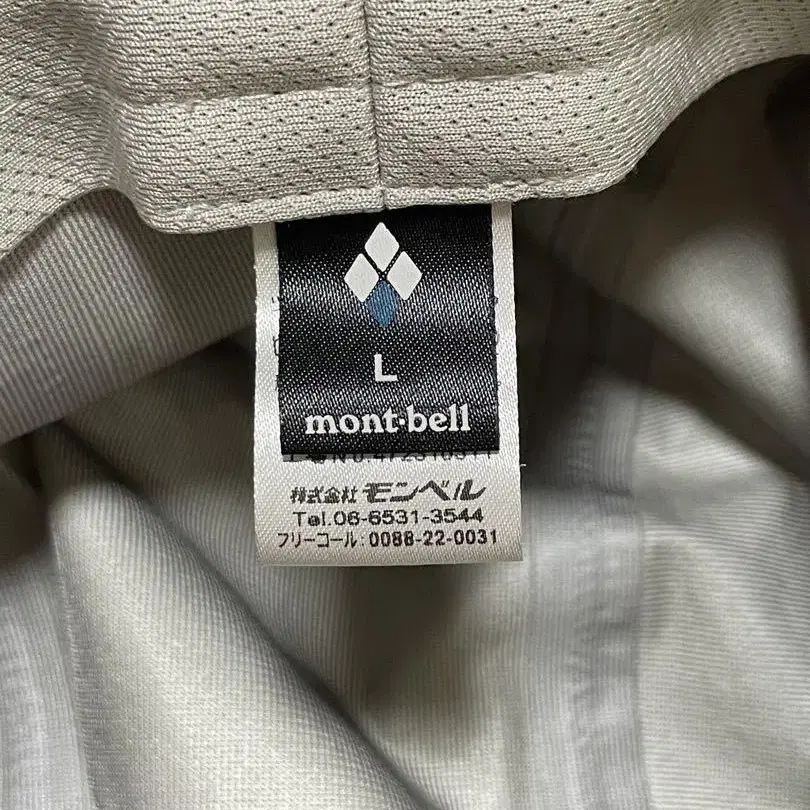 L
mont·bell
株式会社 モンベル
Tel.06-6531-3544
フリーコール:0088-22-0031